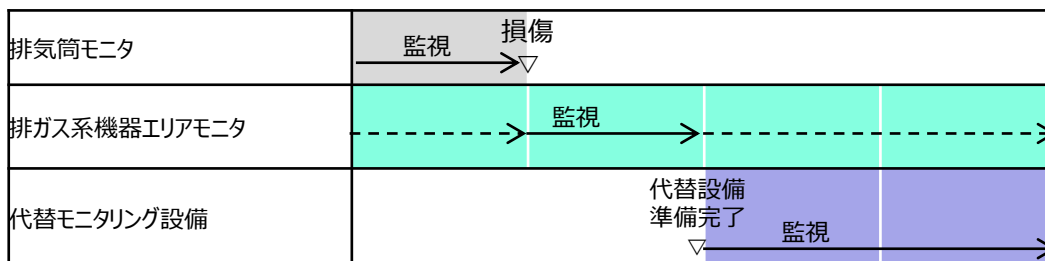 排気筒モニタ
監視
損傷
▽
排ガス系機器エリアモニタ
監視
代替モニタリング設備
代替設備
準備完了
▽
監視